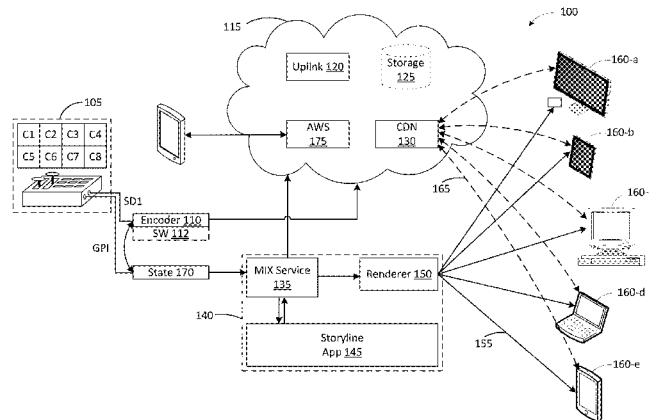 115
100
105
Uplink 120
Storage
125
160-a
C1 C2 C3 C4
C5 C6 C7 C8
AWS
175
CDN
130
160-b
165
SD1
160-
Encoder 110
SW 112
GPI
State 170
MIX Service
135
Renderer 150
160-d
140
Storyline
App 145
155
160-e